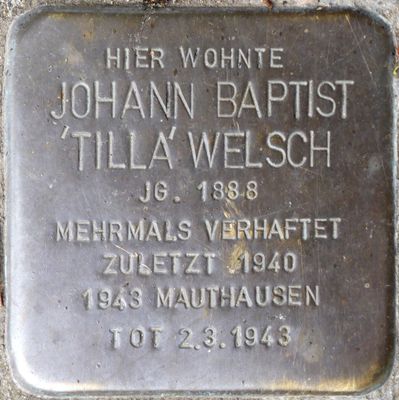 HIER WOHNTE
JOHANN BAPTIST
'TILLA' WELSCH
JG. 1888
MEHRMALS VERHAFTET
ZULETZT 1940
1943 MAUTHAUSEN
TOT 2.3.1943